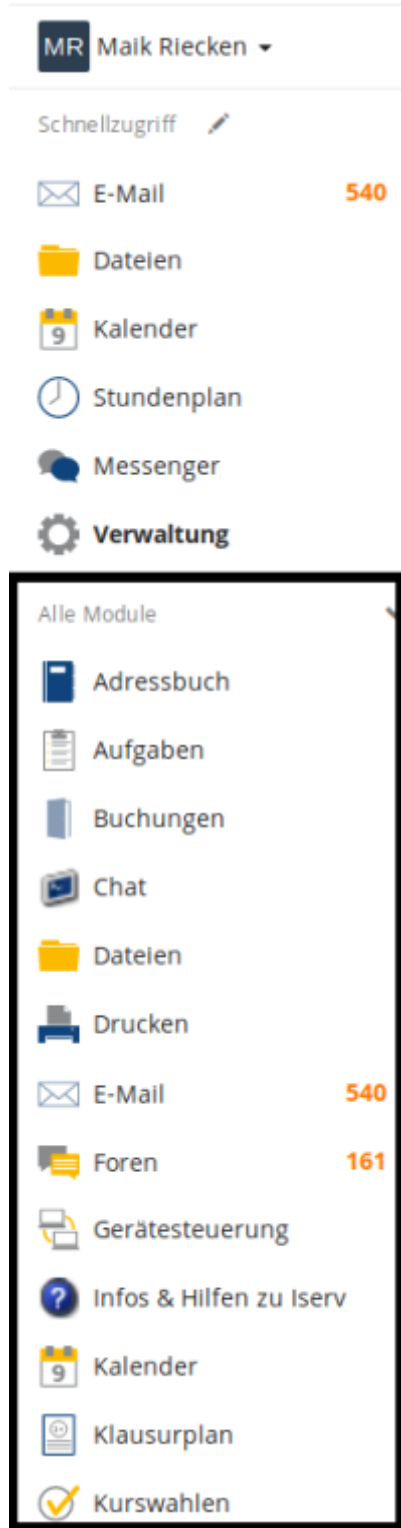 MR Maik Riecken
Schnellzugriff
E-Mail 540
Dateien
9 Kalender
Stundenplan
Messenger
Verwaltung
Alle Module
Adressbuch
Aufgaben
Buchungen
Chat
Dateien
Drucken
E-Mail 540
Foren 161
Gerätesteuerung
? Infos & Hilfen zu Iserv
9 Kalender
Klausurplan
Kurswahlen